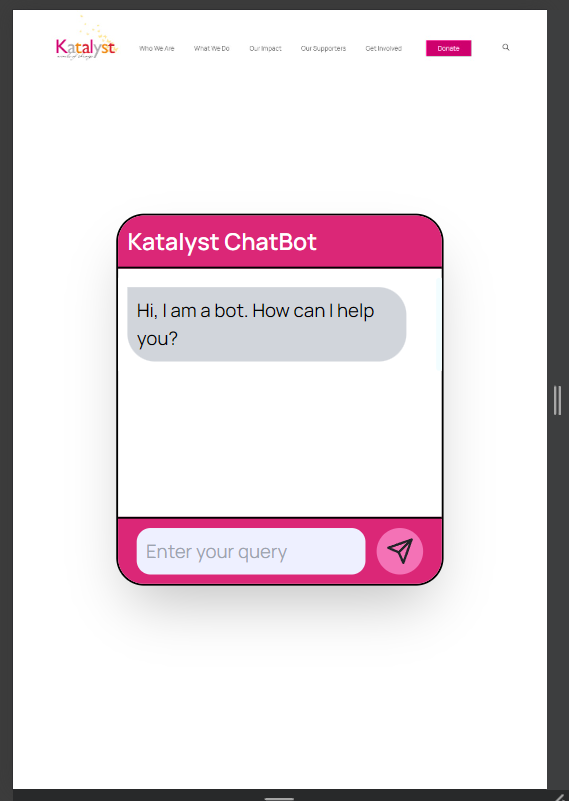 Katalyst
Who We Are What We Do Our Impact Our Supporters Get Involved Donate
Katalyst ChatBot
Hi, I am a bot. How can I help
you?
Enter your query